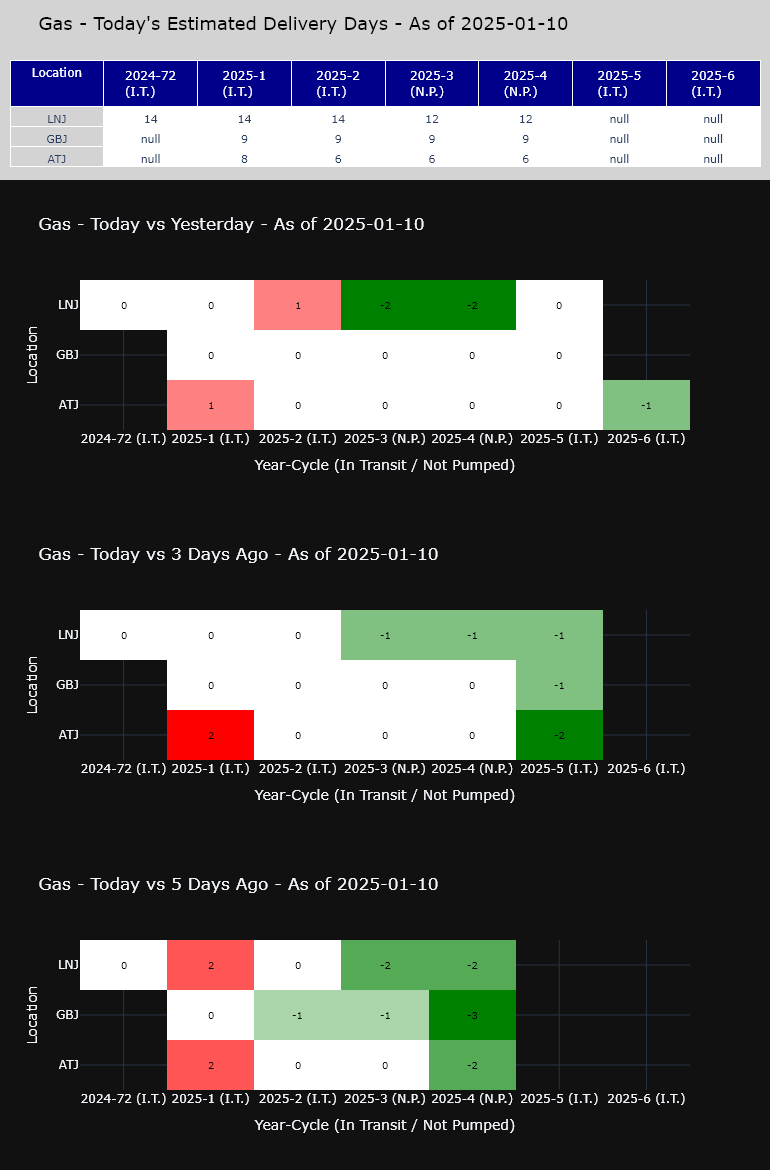 Gas - Today's Estimated Delivery Days - As of 2025-01-10
Location 2024-72 (I.T.) 2025-1 (I.T.) 2025-2 (I.T.) 2025-3 (N.P.) 2025-4 (N.P.) 2025-5 (I.T.) 2025-6 (I.T.)
LNJ 14 14 14 12 12 null null
GBJ null 9 9 9 9 null null
ATJ null 8 6 6 6 null null
Gas - Today vs Yesterday - As of 2025-01-10
Location
LNJ 0 0 1 -2 -2 0
GBJ 0 0 0 0 0
ATJ 1 0 0 0 0 -1
2024-72 (I.T.) 2025-1 (I.T.) 2025-2 (I.T.) 2025-3 (N.P.) 2025-4 (N.P.) 2025-5 (I.T.) 2025-6 (I.T.)
Year-Cycle (In Transit / Not Pumped)
Gas - Today vs 3 Days Ago - As of 2025-01-10
Location
LNJ 0 0 0 -1 -1 -1
GBJ 0 0 0 0 -1
ATJ 2 0 0 0 -2
2024-72 (I.T.) 2025-1 (I.T.) 2025-2 (I.T.) 2025-3 (N.P.) 2025-4 (N.P.) 2025-5 (I.T.) 2025-6 (I.T.)
Year-Cycle (In Transit / Not Pumped)
Gas - Today vs 5 Days Ago - As of 2025-01-10
Location
LNJ 0 2 0 -2 -2
GBJ 0 -1 -1 -3
ATJ 2 0 0 -2
2024-72 (I.T.) 2025-1 (I.T.) 2025-2 (I.T.) 2025-3 (N.P.) 2025-4 (N.P.) 2025-5 (I.T.) 2025-6 (I.T.)
Year-Cycle (In Transit / Not Pumped)